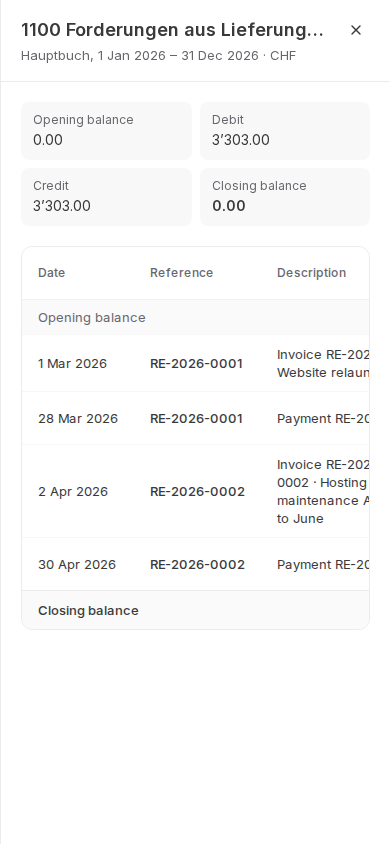 1100 Forderungen aus Lieferung…
Hauptbuch, 1 Jan 2026 – 31 Dec 2026 · CHF
Opening balance
0.00
Debit
3’303.00
Credit
3’303.00
Closing balance
0.00
Date Reference Description
Opening balance
1 Mar 2026 RE-2026-0001 Invoice RE-202
Website relaun
28 Mar 2026 RE-2026-0001 Payment RE-20
2 Apr 2026 RE-2026-0002 Invoice RE-202
0002 · Hosting
maintenance A
to June
30 Apr 2026 RE-2026-0002 Payment RE-20
Closing balance